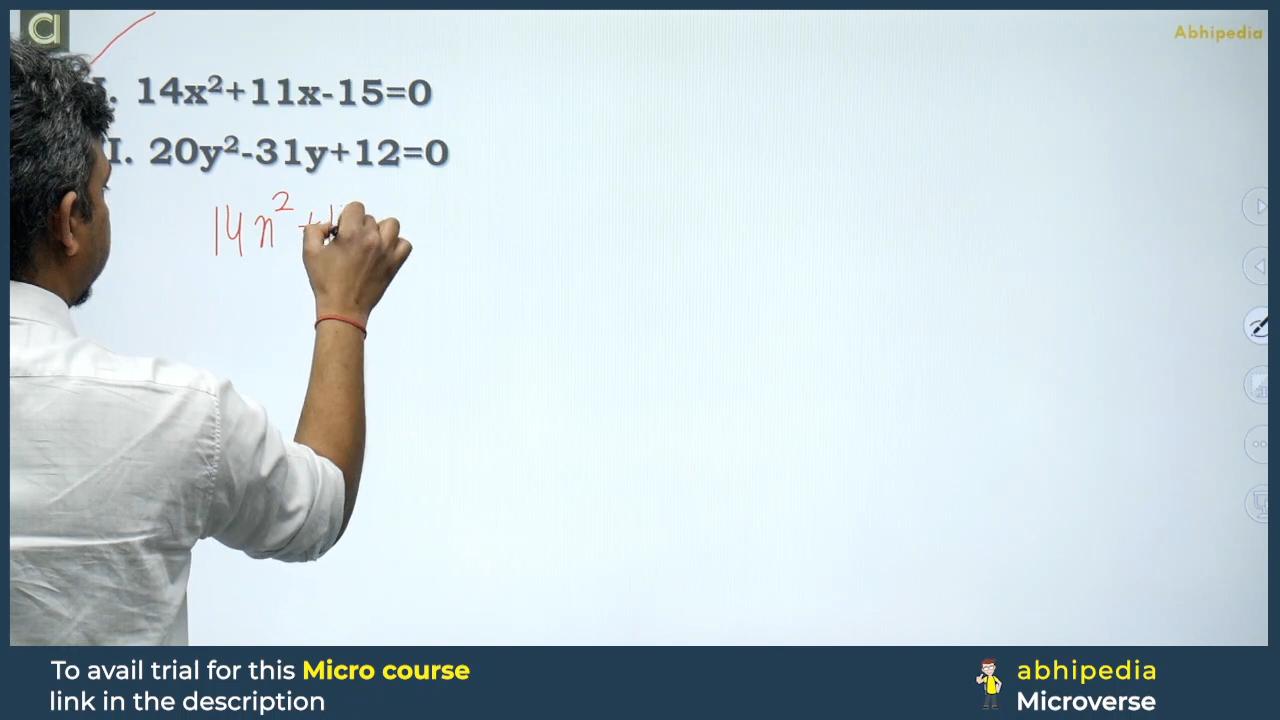 Abhipedia
I. 14x²+11x-15=0
I. 20y²-31y+12=0
14x² +1
To avail trial for this Micro course
link in the description
abhipedia
Microverse